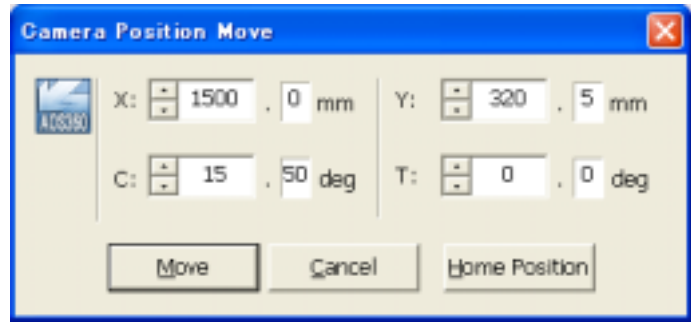 Camera Position Move
X: 1500 . 0 mm Y: 320 . 5 mm
AOS350
C: 15 . 50 deg T: 0 . 0 deg
Move Cancel Home Position